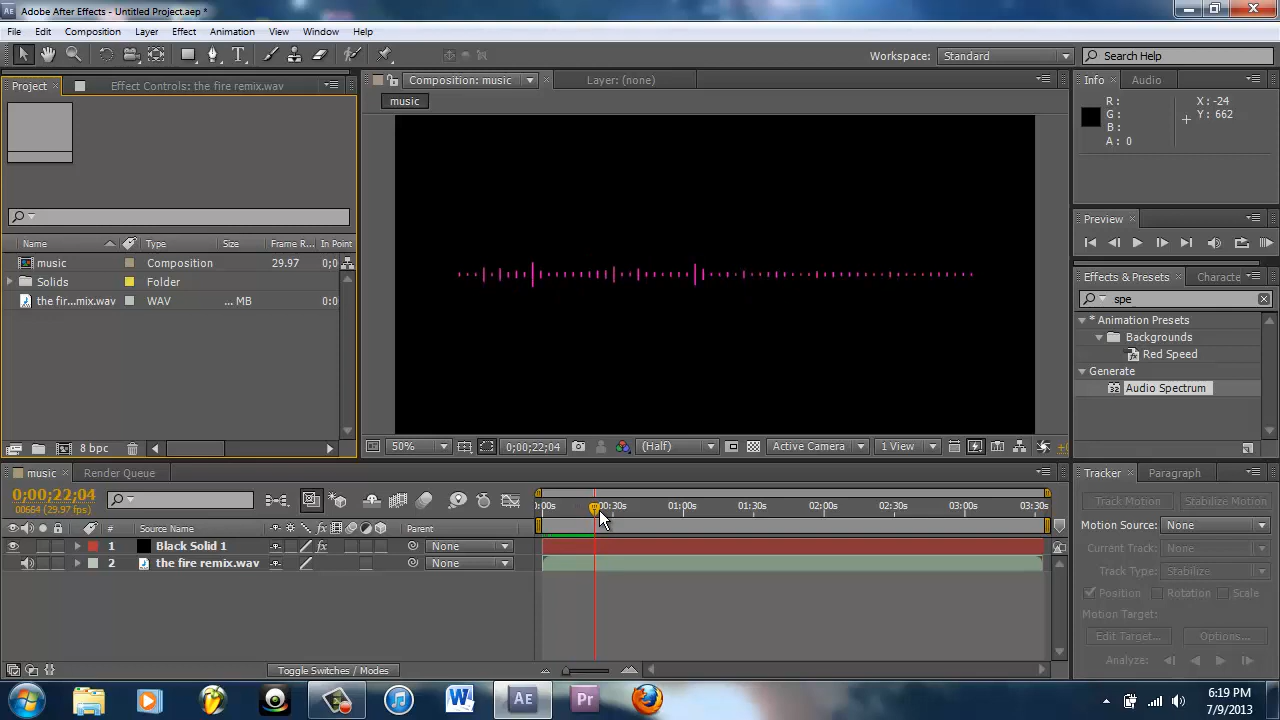 Adobe After Effects - Untitled Project.aep *
File Edit Composition Layer Effect Animation View Window Help
Workspace: Standard Search Help
Project Effect Controls: the fire remix.wav
Composition: music Layer: (none)
music
Info Audio
R: X: -24
G: Y: 662
B:
A: 0
Name Type Size Frame R... In Point
music Composition 29.97 0;0
Solids Folder
the fir...mix.wav WAV ... MB 0:0
Preview
Effects & Presets Characte
spe
* Animation Presets
Backgrounds
Red Speed
Generate
32 Audio Spectrum
8 bpc
50% 0;00;22;04 (Half) Active Camera 1 View
music Render Queue
0;00;22;04
00664 (29.97 fps)
:00s 00:30s 01:00s 01:30s 02:00s 02:30s 03:00s 03:30s
# Source Name fx Parent
1 Black Solid 1 fx None
2 the fire remix.wav None
Toggle Switches / Modes
Tracker Paragraph
Track Motion Stabilize Motion
Motion Source: None
Current Track: None
Track Type: Stabilize
Position Rotation Scale
Motion Target:
Edit Target... Options...
Analyze:
W Ae Pr
6:19 PM
7/9/2013